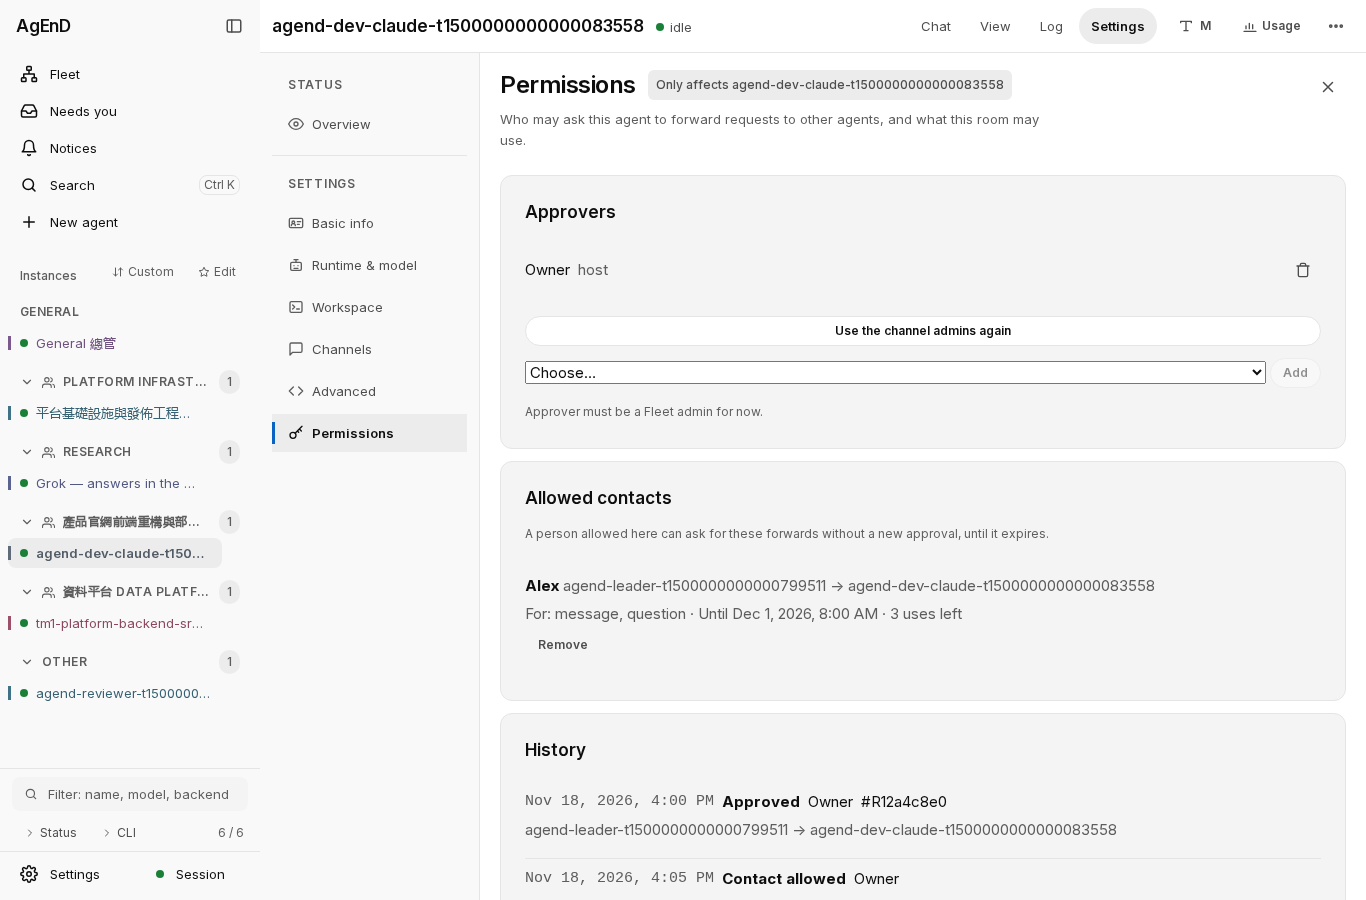 AgEnD
Fleet
Needs you
Notices
Search
Ctrl K
New agent
Instances
Custom
Edit
GENERAL
General 總管
PLATFORM INFRAST...
1
平台基礎設施與發佈工程...
RESEARCH
1
Grok — answers in the ...
產品官網前端重構與部...
1
agend-dev-claude-t150...
資料平台 DATA PLATF...
1
tm1-platform-backend-sr...
OTHER
1
agend-reviewer-t1500000...
Filter: name, model, backend
Status
CLI
6 / 6
Settings
Session
agend-dev-claude-t1500000000000083558
idle
Chat
View
Log
Settings
M
Usage
STATUS
Overview
SETTINGS
Basic info
Runtime & model
Workspace
Channels
Advanced
Permissions
Permissions
Only affects agend-dev-claude-t1500000000000083558
Who may ask this agent to forward requests to other agents, and what this room may
use.
Approvers
Owner host
Use the channel admins again
Choose...
Add
Approver must be a Fleet admin for now.
Allowed contacts
A person allowed here can ask for these forwards without a new approval, until it expires.
Alex agend-leader-t1500000000000799511 → agend-dev-claude-t1500000000000083558
For: message, question · Until Dec 1, 2026, 8:00 AM · 3 uses left
Remove
History
Nov 18, 2026, 4:00 PM Approved Owner #R12a4c8e0
agend-leader-t1500000000000799511 → agend-dev-claude-t1500000000000083558
Nov 18, 2026, 4:05 PM Contact allowed Owner